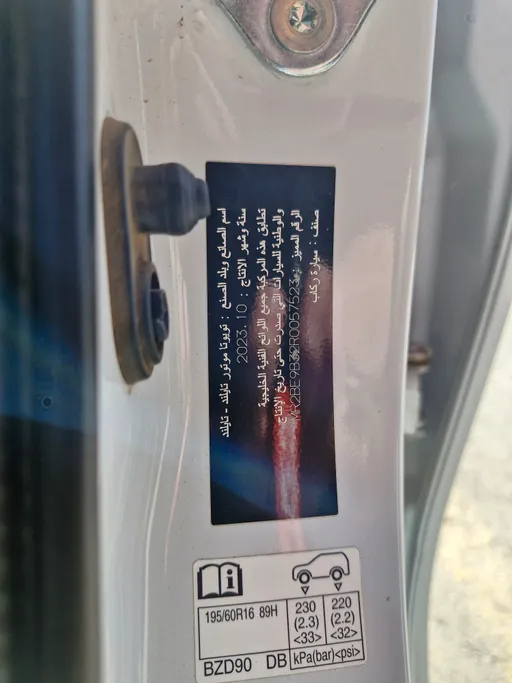 اسم الصانع وبلد الصنع : تويوتا موتور تايلند - تايلند
سنة وشهر الإنتاج : 2023.10
تطابق هذه المركبة جميع اللوائح الفنية الخليجية
والوطنية للسيارات التي صدرت حتى تاريخ الإنتاج
الرقم المميز :
صنف : سيارة ركاب
195/60R16 89H
230
(2.3)
<33>
220
(2.2)
<32>
BZD90 DB
kPa(bar)<psi>